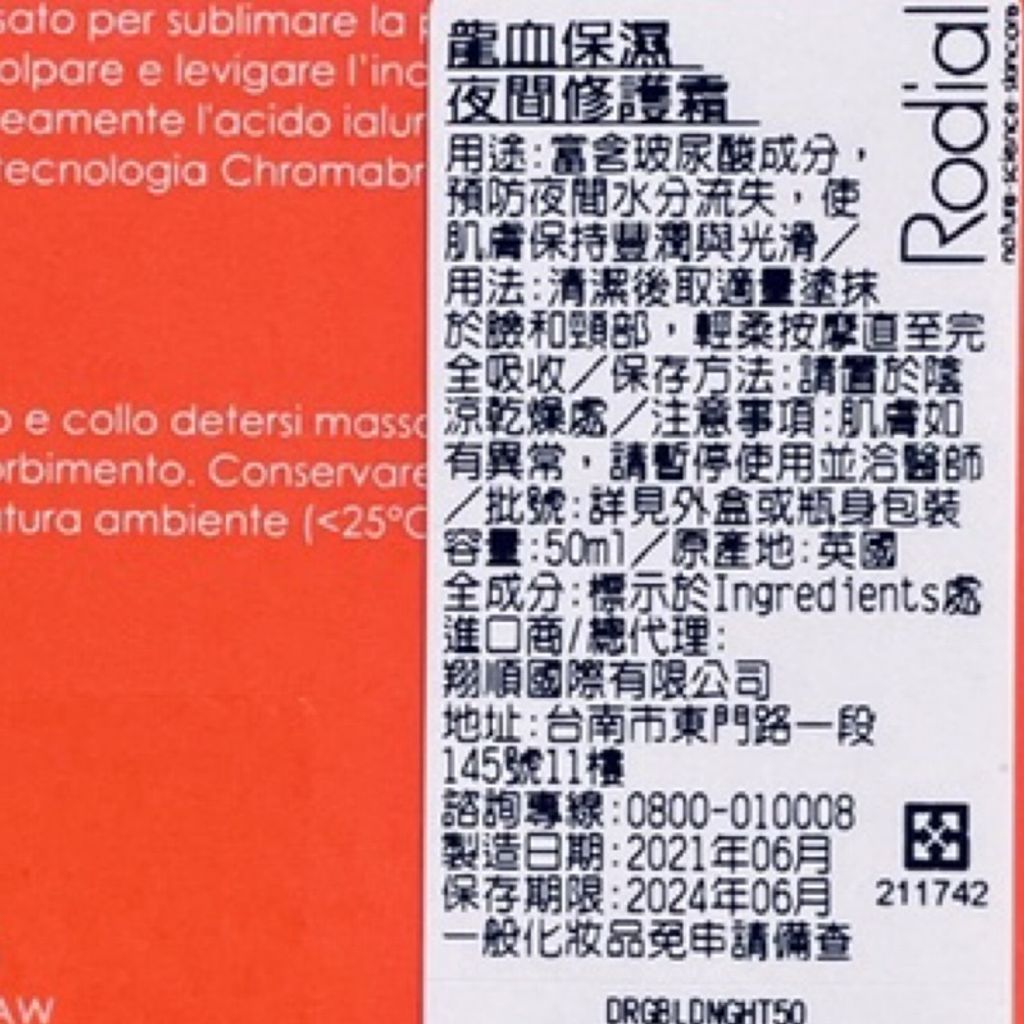 sato per sublimare la
olpare e levigare l'inc
eamente l'acido ialur
tecnologia Chromabr
o e collo detersi massa
orbimento. Conservare
atura ambiente (<25°C
AW
龍血保濕
夜間修護霜
用途:富含玻尿酸成分，
預防夜間水分流失，使
肌膚保持豐潤與光滑／
用法:清潔後取適量塗抹
於臉和頸部，輕柔按摩直至完
全吸收／保存方法:請置於陰
涼乾燥處／注意事項:肌膚如
有異常，請暫停使用並洽醫師
／批號:詳見外盒或瓶身包裝
容量:50ml／原產地:英國
全成分:標示於Ingredients處
進口商/總代理:
翔順國際有限公司
地址:台南市東門路一段
145號11樓
諮詢專線:0800-010008
製造日期:2021年06月
保存期限:2024年06月
一般化妝品免申請備查
Rodial
nature·science·skincare
211742
DRGBLDNGHT50